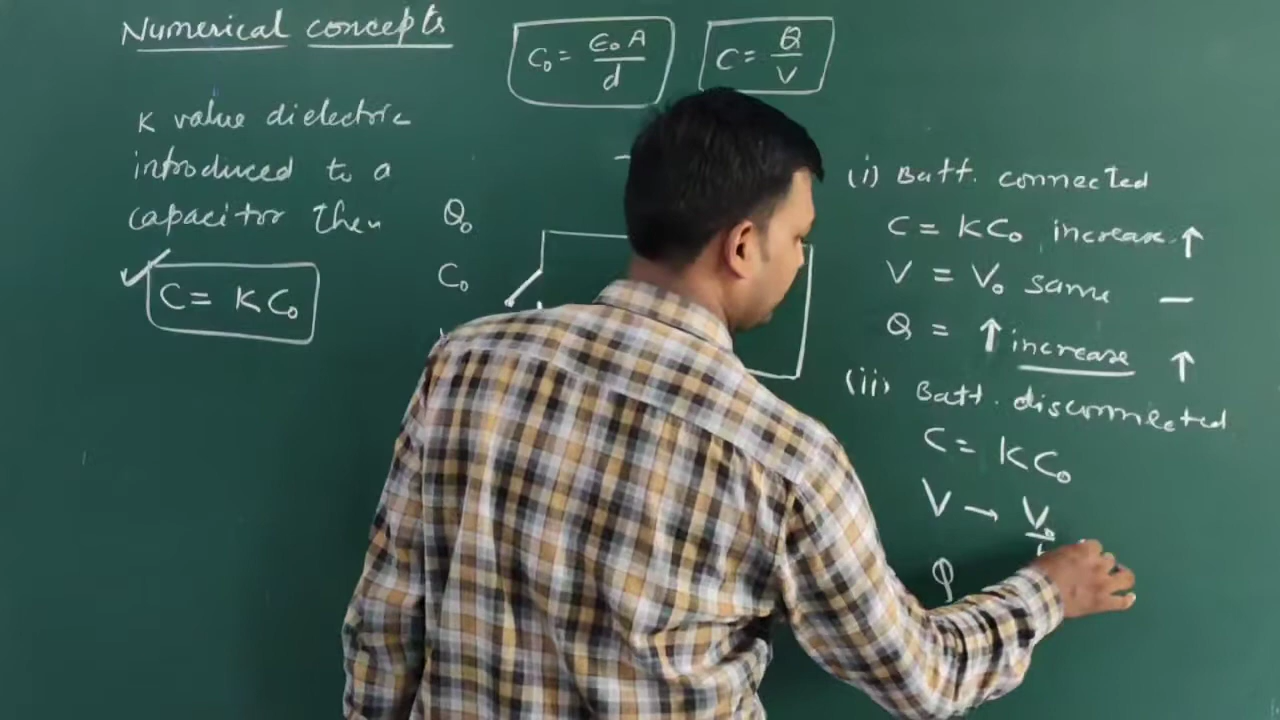 Numerical concepts
C₀ = ε₀A/d
C = Q/V
K value dielectric
introduced to a
capacitor then
C = KC₀
Q₀
C₀
(i) Batt. connected
C = KC₀ increase ↑
V = V₀ same —
Q = ↑ increase ↑
(ii) Batt. disconnected
C = KC₀
V → V₀
Q